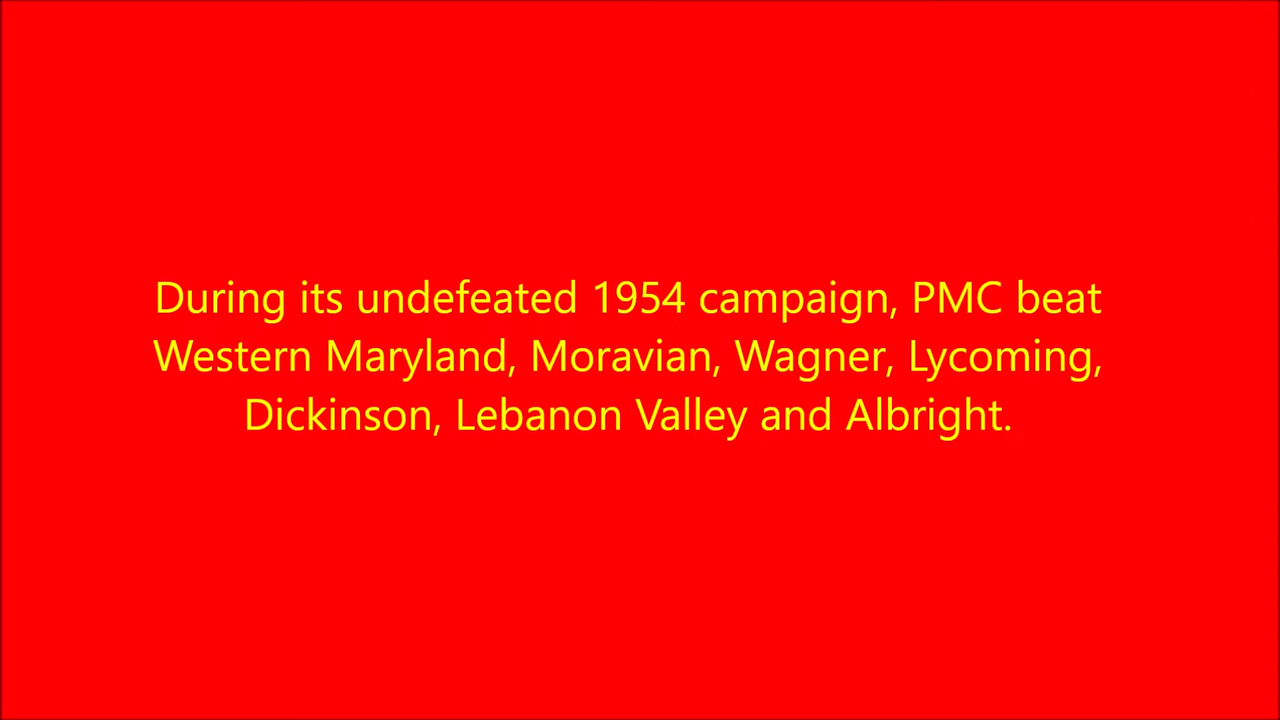 During its undefeated 1954 campaign, PMC beat
Western Maryland, Moravian, Wagner, Lycoming,
Dickinson, Lebanon Valley and Albright.